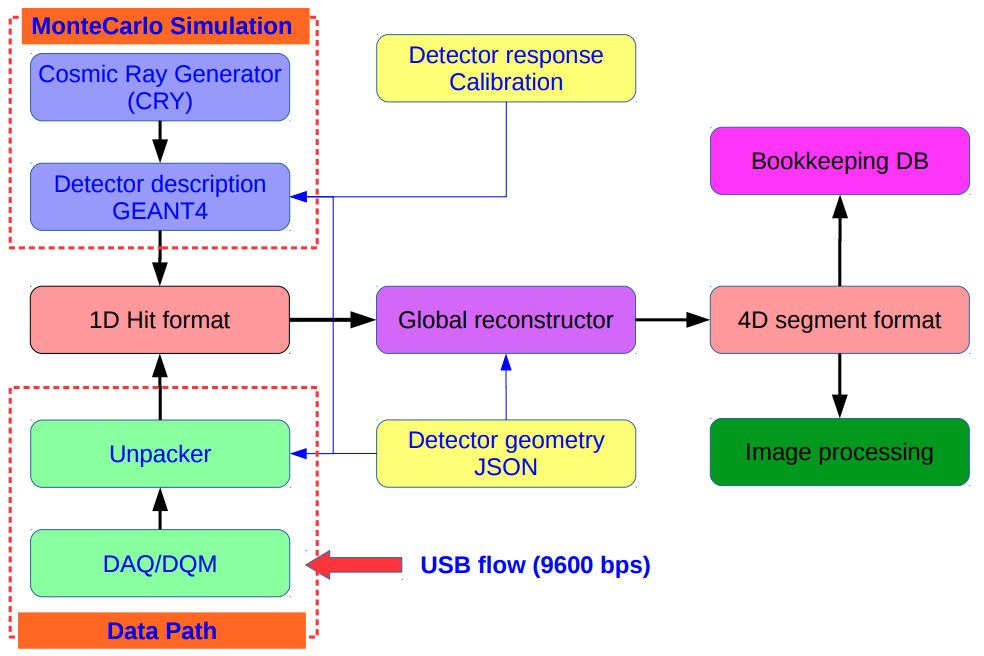 MonteCarlo Simulation
Cosmic Ray Generator
(CRY)
Detector description
GEANT4
Detector response
Calibration
Bookkeeping DB
1D Hit format
Global reconstructor
4D segment format
Unpacker
Detector geometry
JSON
Image processing
DAQ/DQM
USB flow (9600 bps)
Data Path